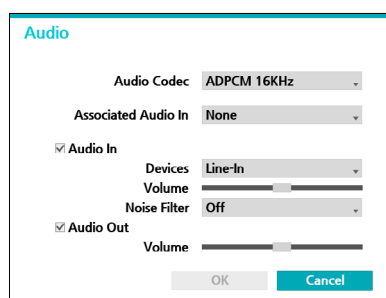 Audio
Audio Codec ADPCM 16KHz
Associated Audio In None
Audio In
Devices Line-In
Volume
Noise Filter Off
Audio Out
Volume
OK Cancel